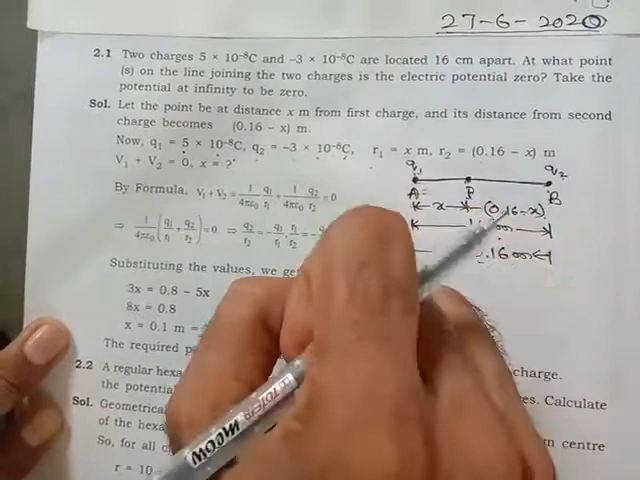 27-6-2020
2.1 Two charges 5 × 10⁻⁸C and –3 × 10⁻⁸C are located 16 cm apart. At what point
(s) on the line joining the two charges is the electric potential zero? Take the
potential at infinity to be zero.
Sol. Let the point be at distance x m from first charge, and its distance from second
charge becomes (0.16 – x) m.
Now, q₁ = 5 × 10⁻⁸C, q₂ = –3 × 10⁻⁸C, r₁ = x m, r₂ = (0.16 – x) m
V₁ + V₂ = 0, x = ?
q₁ q₂
A P B
x (0.16-x)
.16 cm
By Formula, V₁+V₂ = 1/4πε₀ q₁/r₁ + 1/4πε₀ q₂/r₂ = 0
⇒ 1/4πε₀ (q₁/r₁ + q₂/r₂) = 0 ⇒ q₂/r₂ = – q₁/r₁,
Substituting the values, we ge
3x = 0.8 – 5x
8x = 0.8
x = 0.1 m =
The required p
2.2 A regular hexa charge.
the potentia
Sol. Geometrica es. Calculate
of the hexa
So, for all c n centre
r = 10
TOTER MWOOW